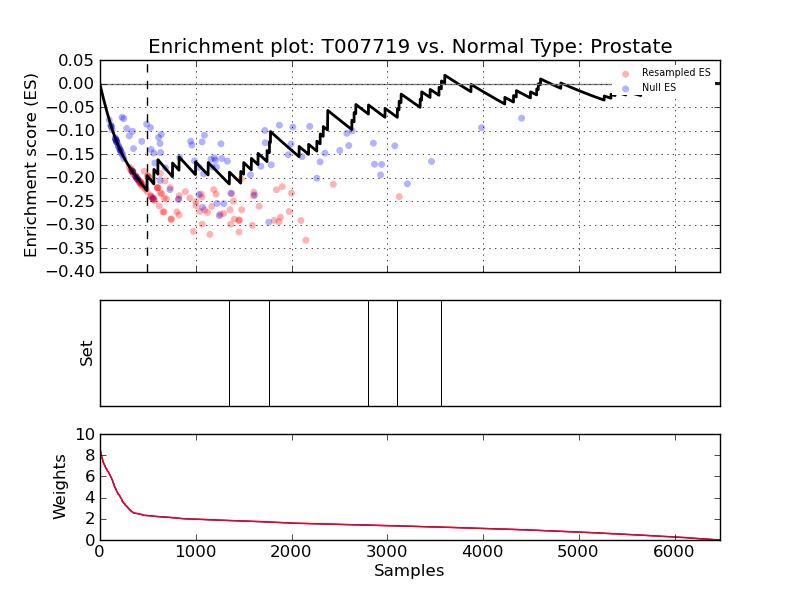 Enrichment plot: T007719 vs. Normal Type: Prostate
Enrichment score (ES)
0.05
0.00
−0.05
−0.10
−0.15
−0.20
−0.25
−0.30
−0.35
−0.40
Resampled ES
Null ES
Set
Weights
10
8
6
4
2
0
0 1000 2000 3000 4000 5000 6000
Samples